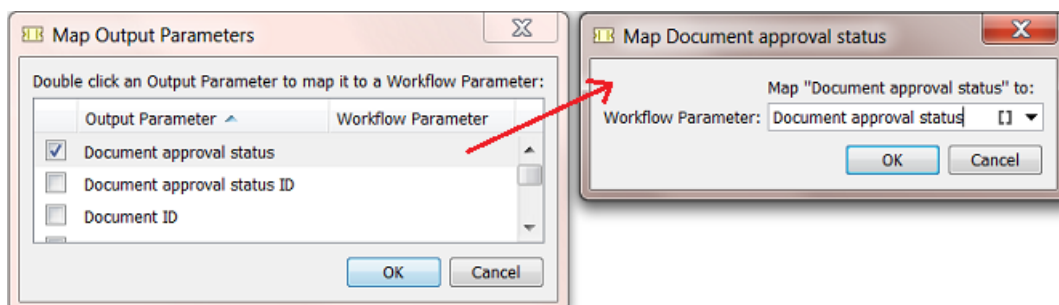 Map Output Parameters
Double click an Output Parameter to map it to a Workflow Parameter:
Output Parameter Workflow Parameter
Document approval status
Document approval status ID
Document ID
OK Cancel
Map Document approval status
Map "Document approval status" to:
Workflow Parameter: Document approval status []
OK Cancel